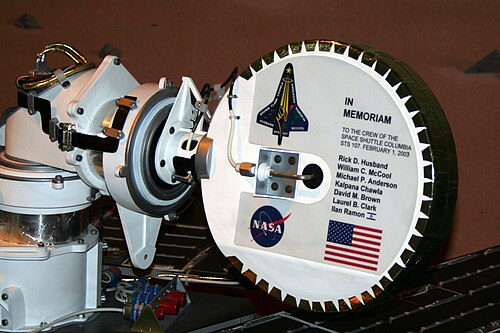 IN
MEMORIAM
TO THE CREW OF THE
SPACE SHUTTLE COLUMBIA
STS 107. FEBRUARY 1, 2003
Rick D. Husband
William C. McCool
Michael P. Anderson
Kalpana Chawla
David M. Brown
Laurel B. Clark
Ilan Ramon
MCCOOL
NASA